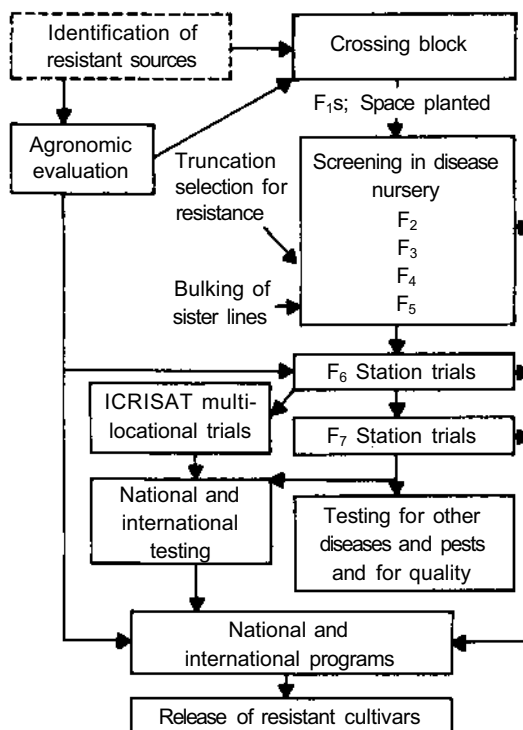 Identification of
resistant sources
Crossing block
F₁s; Space planted
Agronomic
evaluation
Truncation
selection for
resistance
Screening in disease
nursery
F₂
F₃
F₄
F₅
Bulking of
sister lines
F₆ Station trials
ICRISAT multi-
locational trials
F₇ Station trials
National and
international
testing
Testing for other
diseases and pests
and for quality
National and
international programs
Release of resistant cultivars